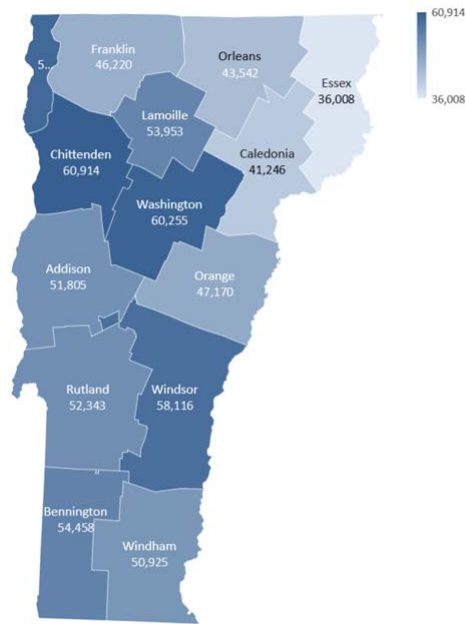 60,914
36,008
Franklin
46,220
Orleans
43,542
Essex
36,008
5...
Lamoille
53,953
Chittenden
60,914
Caledonia
41,246
Washington
60,255
Addison
51,805
Orange
47,170
Rutland
52,343
Windsor
58,116
Bennington
54,458
Windham
50,925